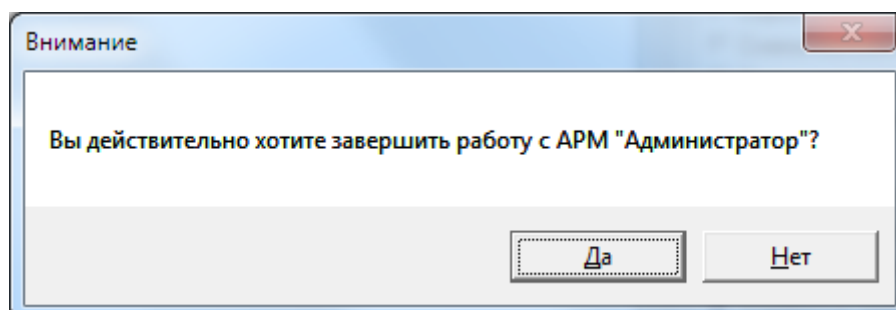 Внимание
Вы действительно хотите завершить работу с АРМ "Администратор"?
Да
Нет